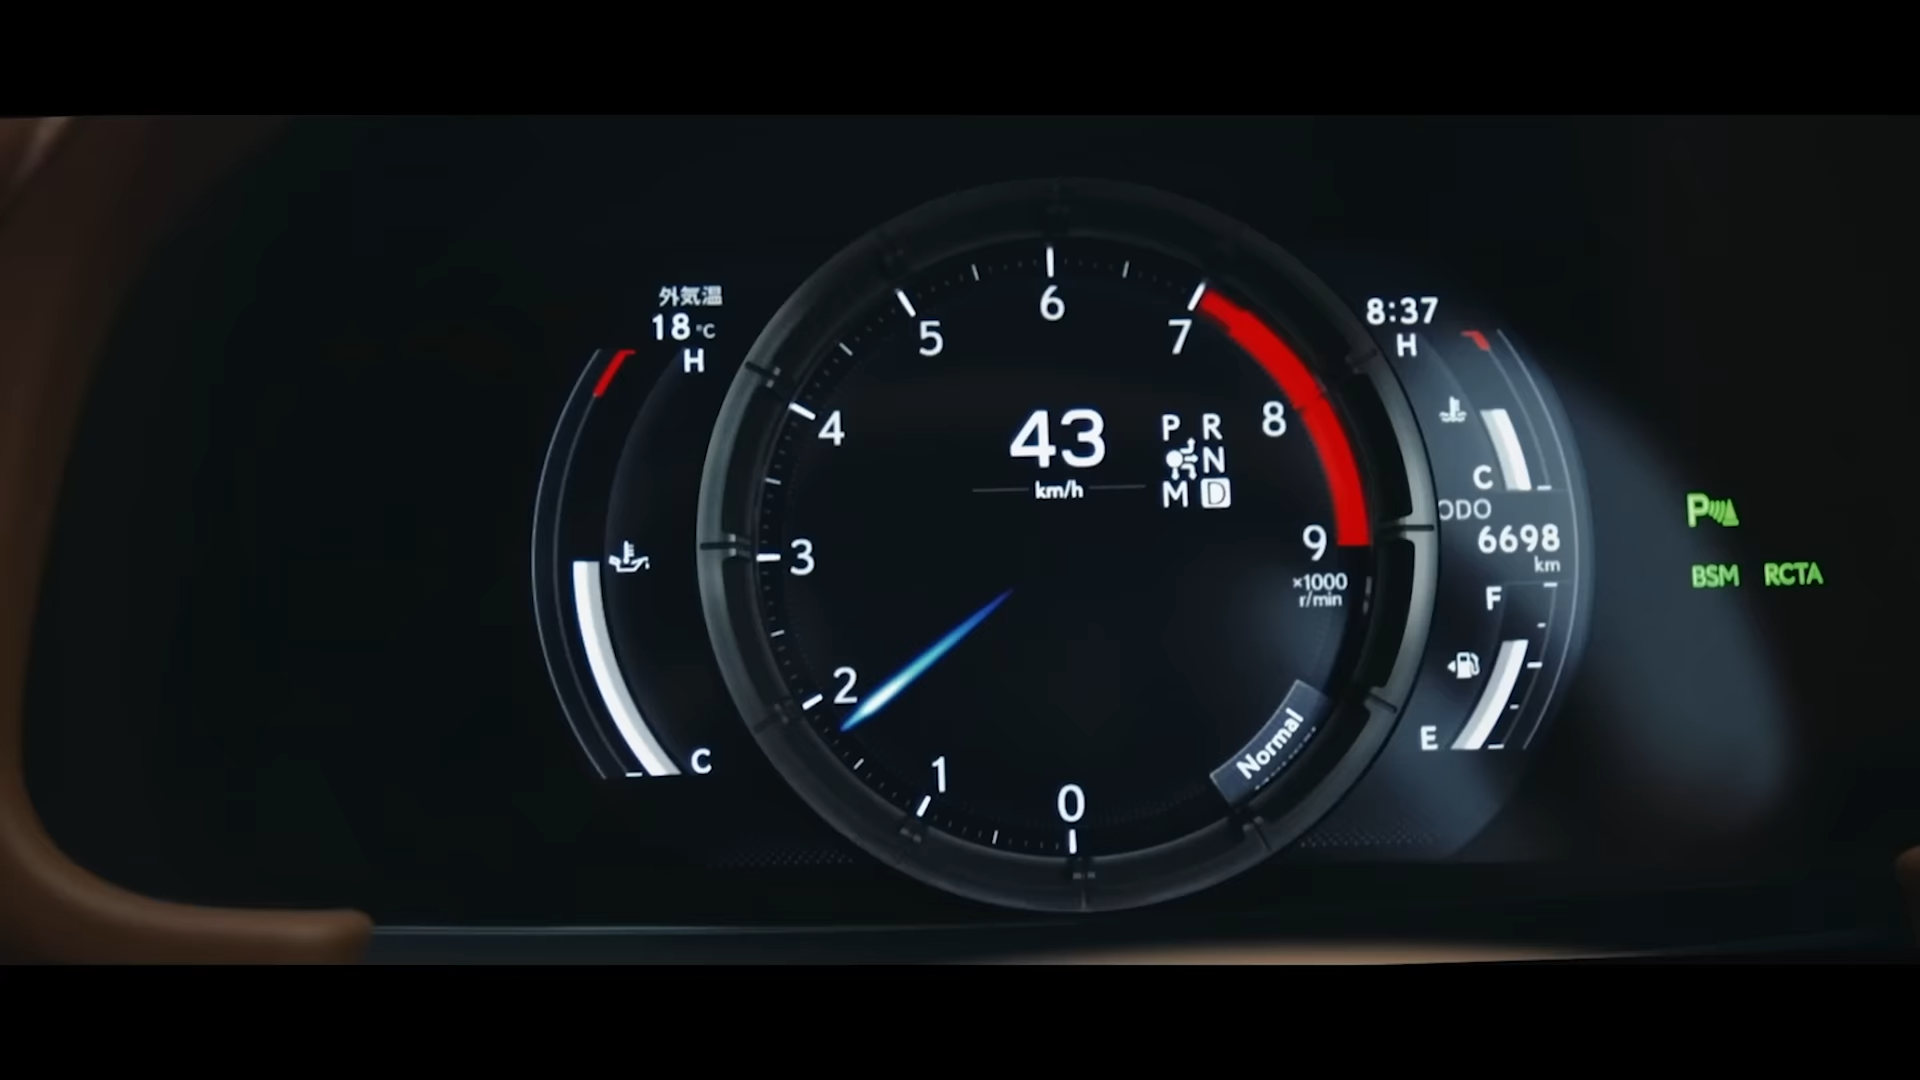 外気温
18°C
H
C
6
5
7
4
8
3
9
2
1
0
×1000
r/min
43
km/h
P R
N
M D
Normal
8:37
H
C
ODO
6698
km
F
E
P
BSM RCTA